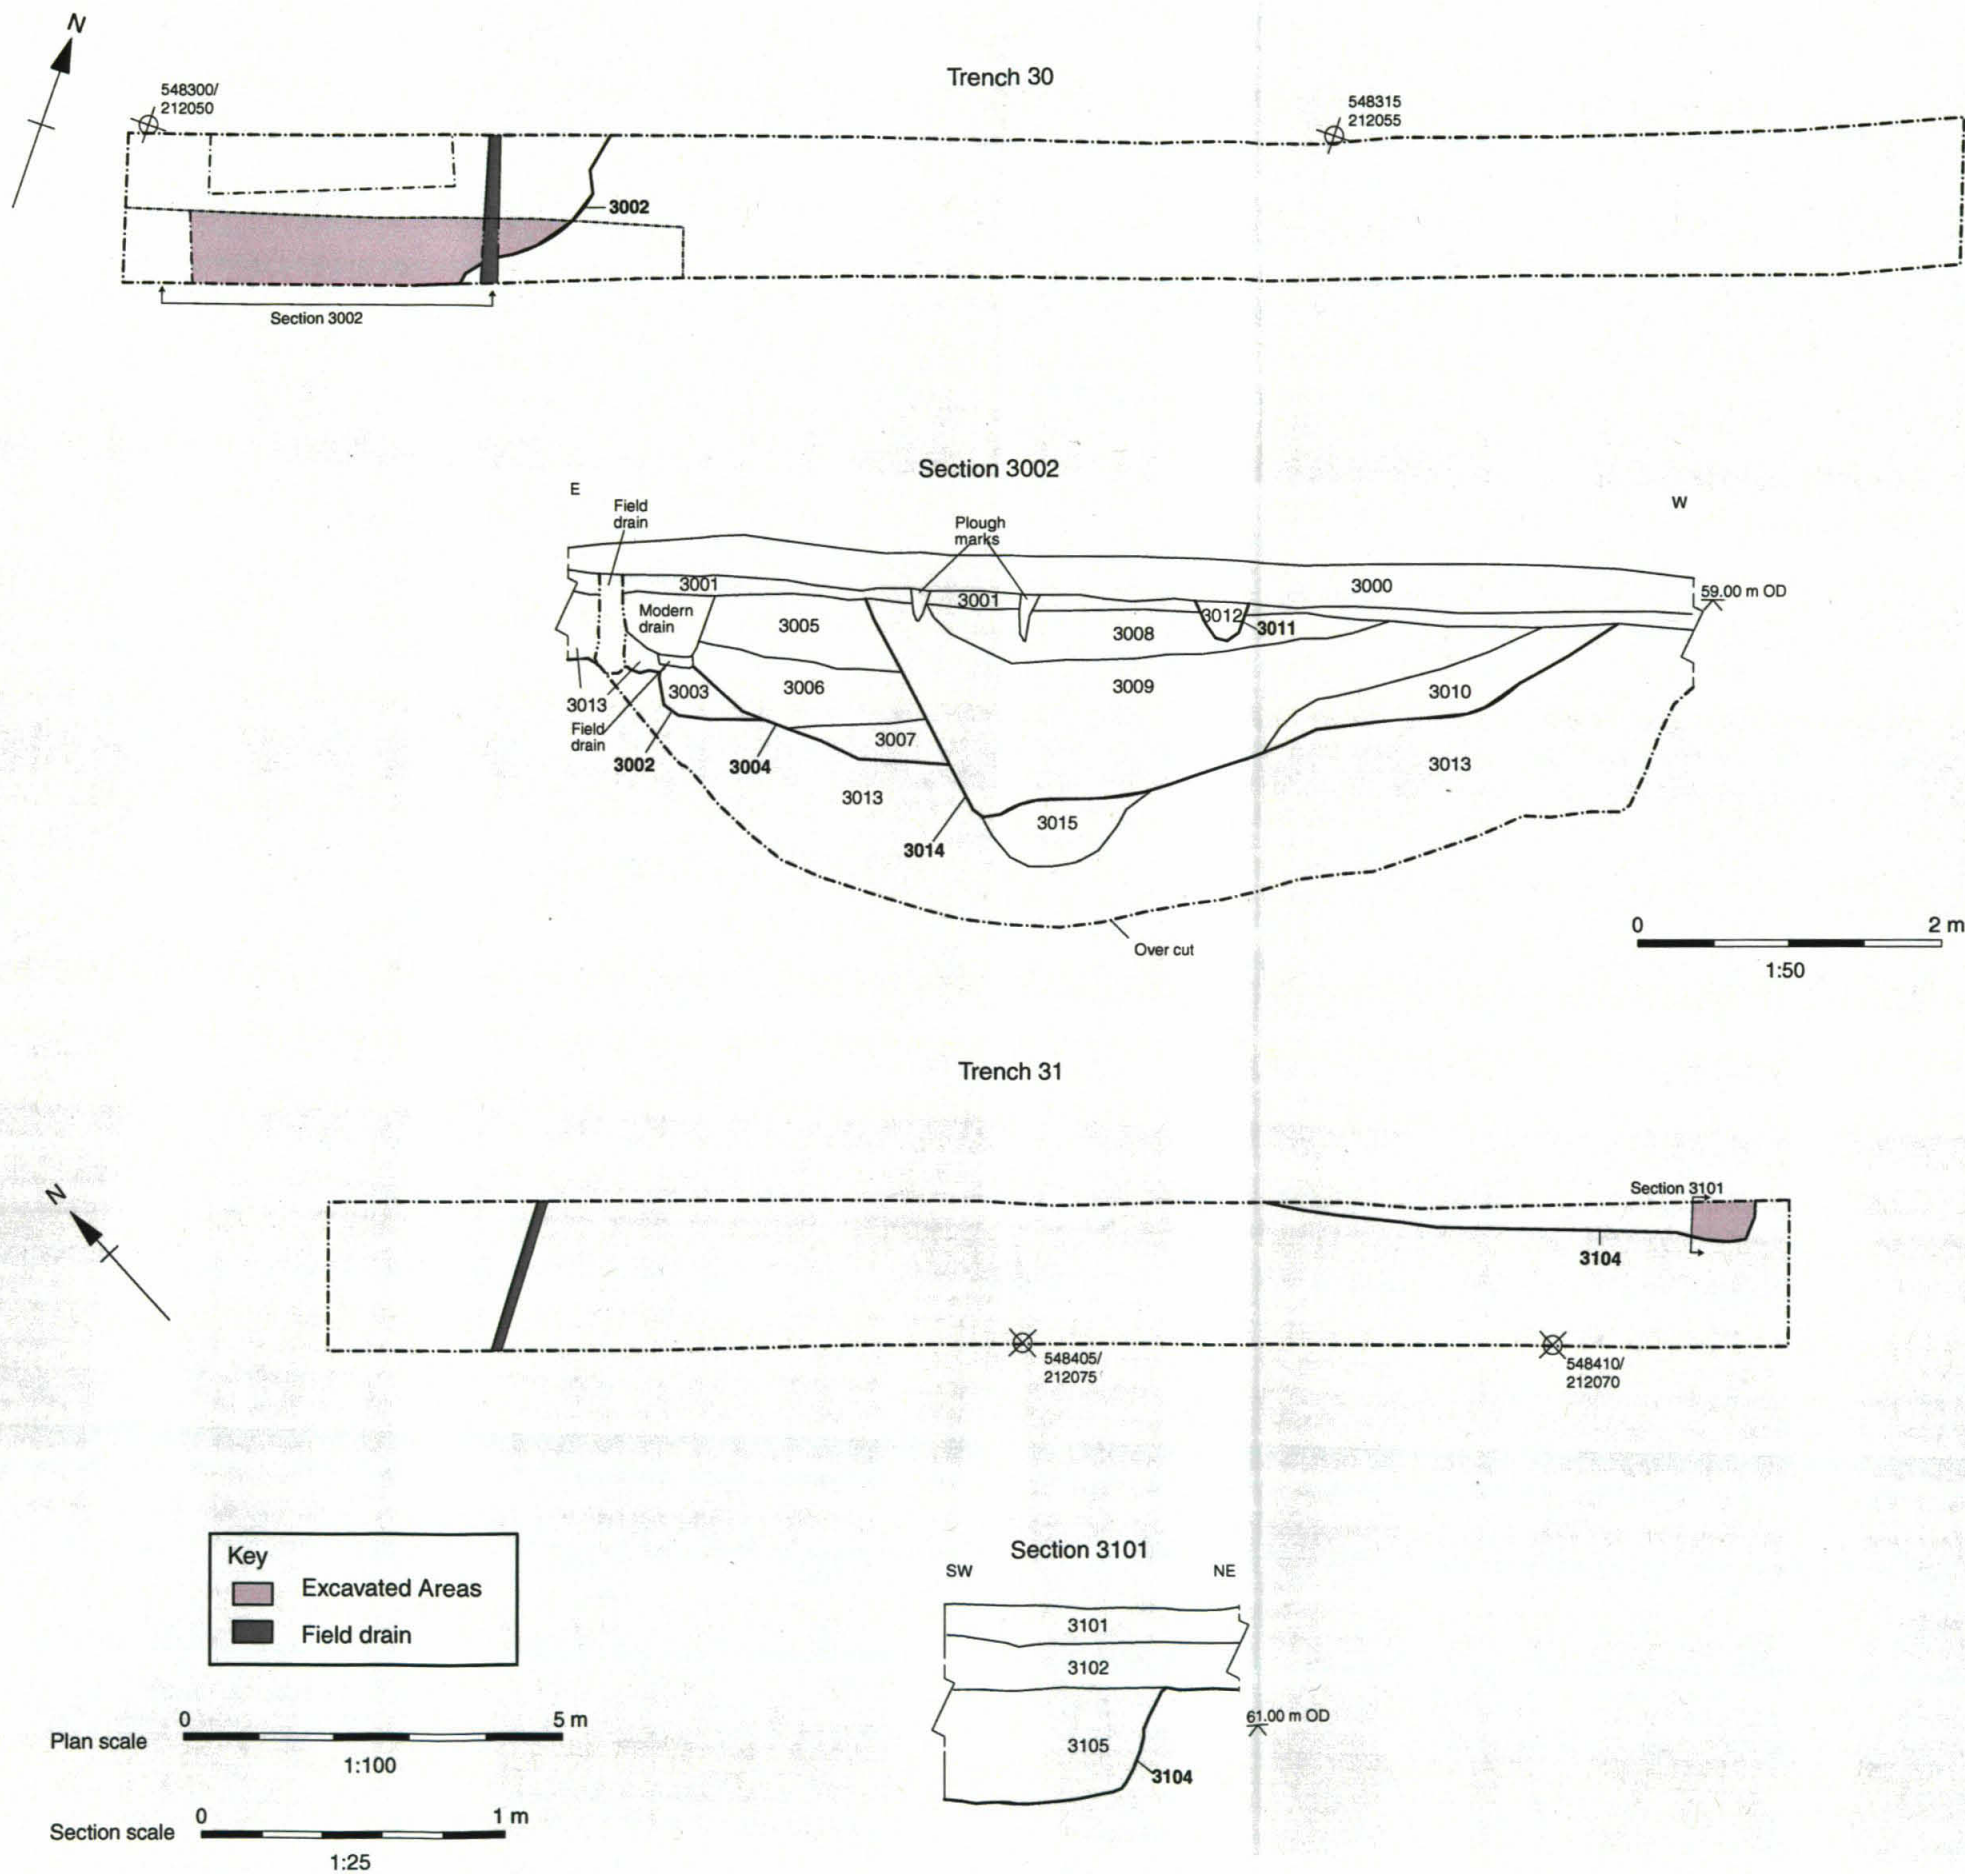 N
Trench 30
548300/
212050
548315
212055
3002
Section 3002
Section 3002
E
W
Field
drain
Plough
marks
3001
3000
59.00 m OD
Modern
drain
3005
3001
3012
3008
3011
3006
3009
3003
3010
3013
Field
drain
3007
3002
3004
3013
3013
3015
3014
Over cut
0 2 m
1:50
Trench 31
N
Section 3101
3104
548405/
212075
548410/
212070
Key
Excavated Areas
Field drain
Section 3101
SW NE
3101
3102
61.00 m OD
3105
3104
Plan scale
0 5 m
1:100
Section scale
0 1 m
1:25